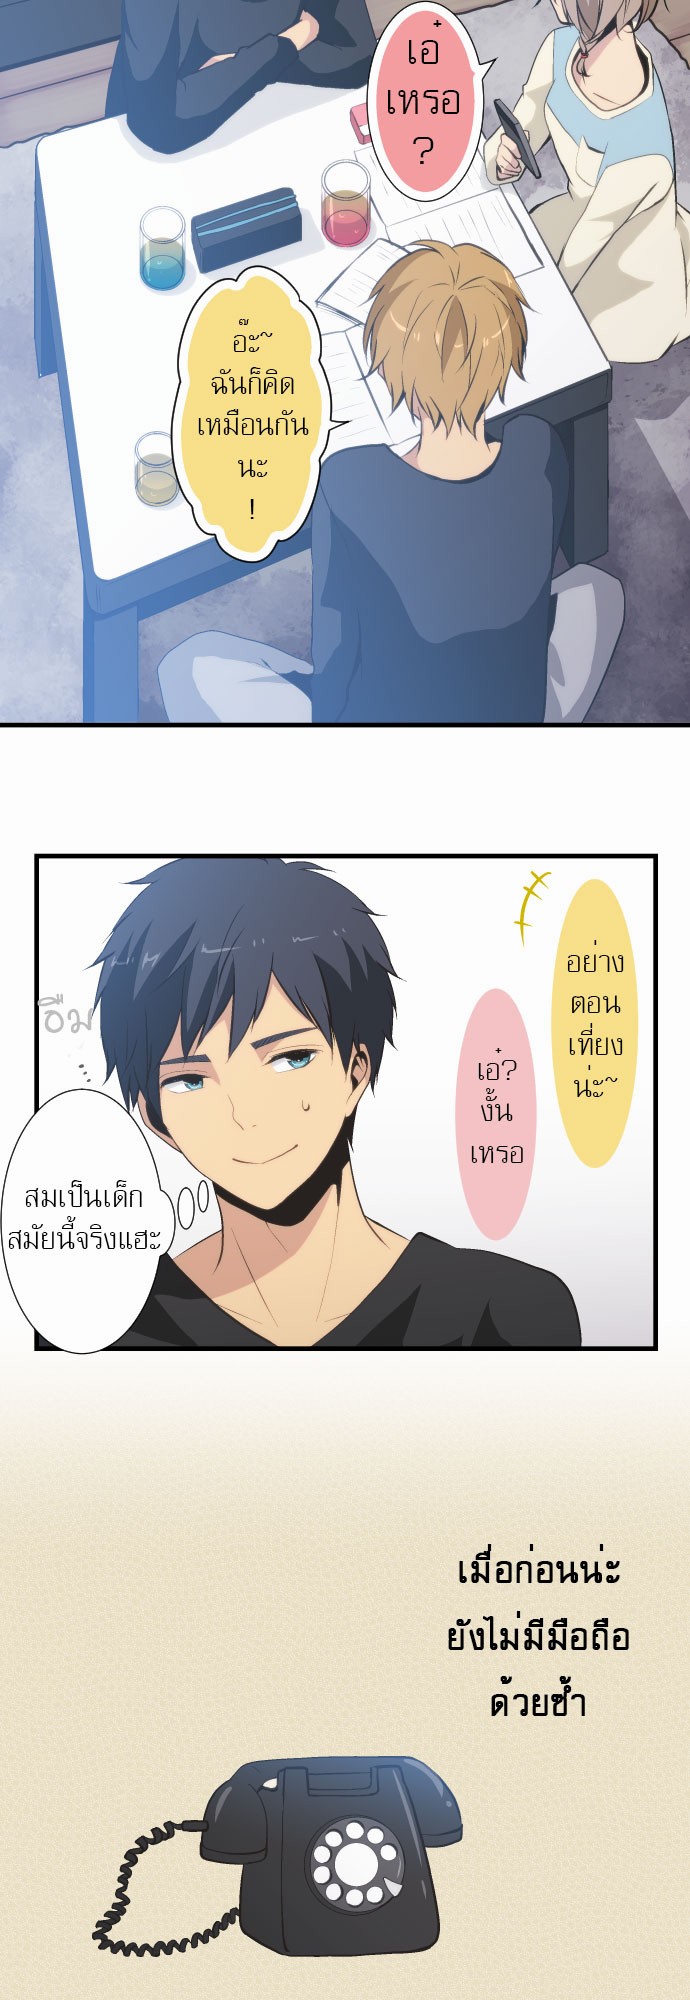 เอ๋
เหรอ
?
อ๊ะ~
ฉันก็คิด
เหมือนกัน
นะ
!
อย่าง
ตอน
เที่ยง
น่ะ~
เอ๋?
งั้น
เหรอ
อืม
...
สมเป็นเด็ก
สมัยนี้จริงแฮะ
เมื่อก่อนน่ะ
ยังไม่มีมือถือ
ด้วยซ้ำ